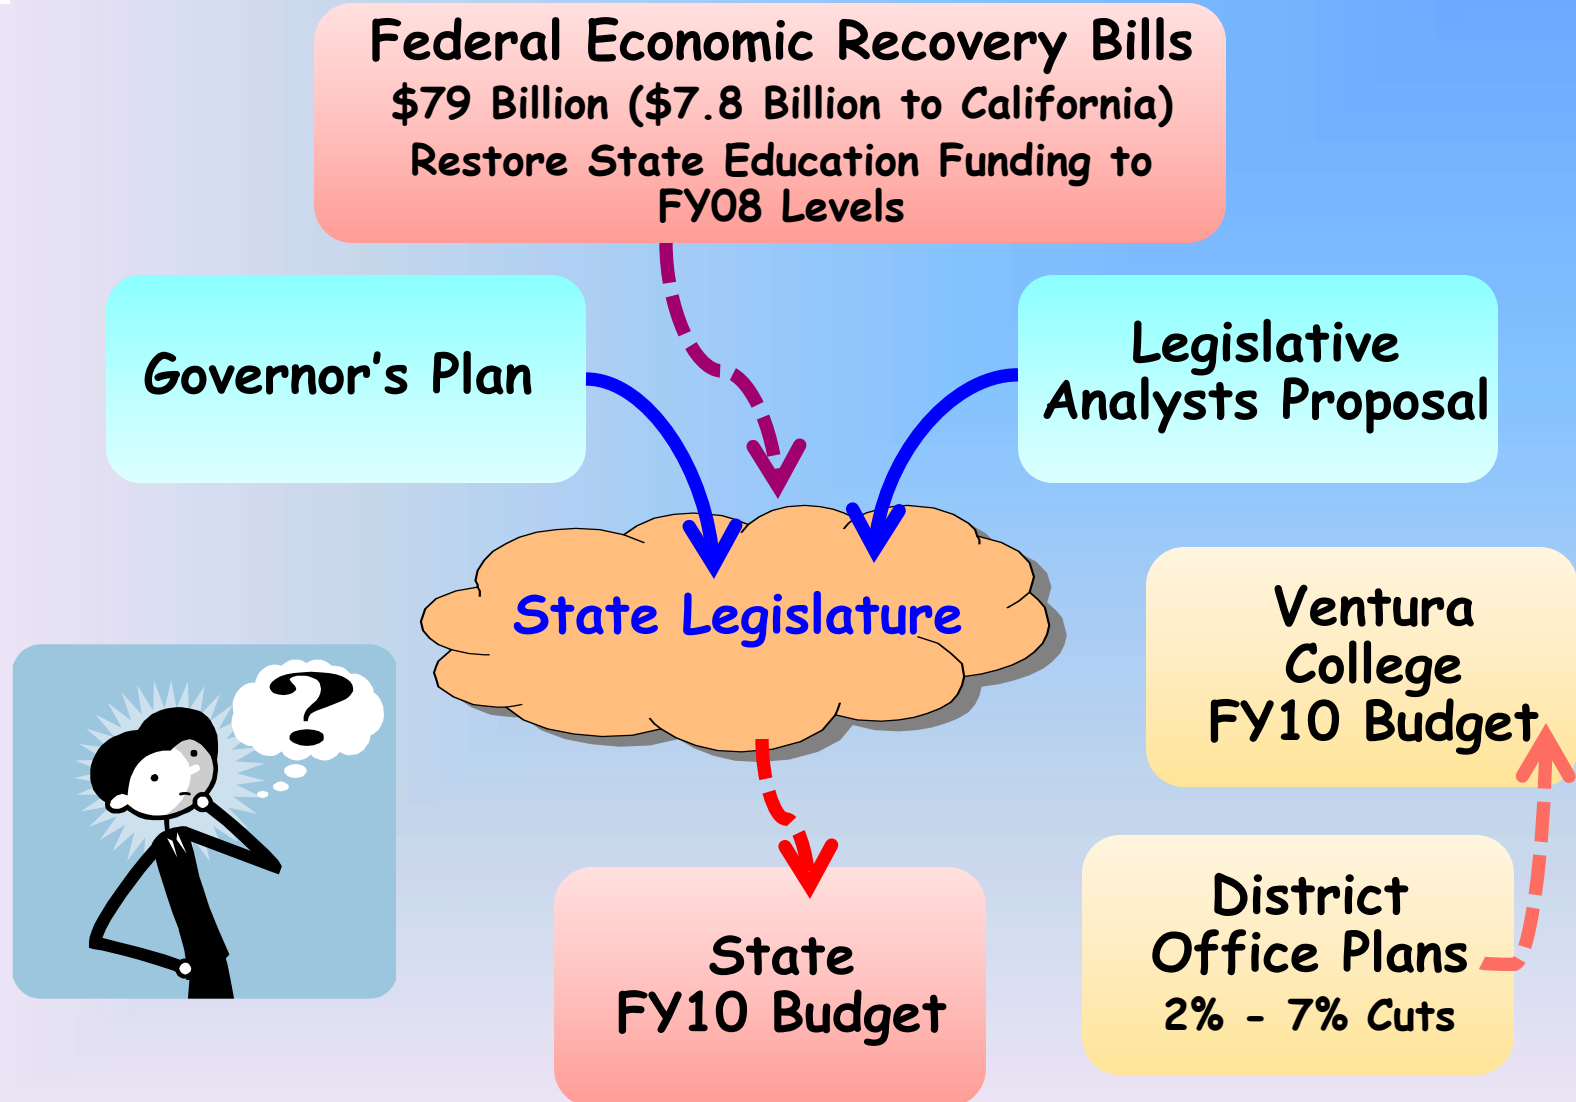 Federal Economic Recovery Bills
$79 Billion ($7.8 Billion to California)
Restore State Education Funding to
FY08 Levels
Governor's Plan
Legislative
Analysts Proposal
State Legislature
Ventura
College
FY10 Budget
?
State
FY10 Budget
District
Office Plans
2% - 7% Cuts